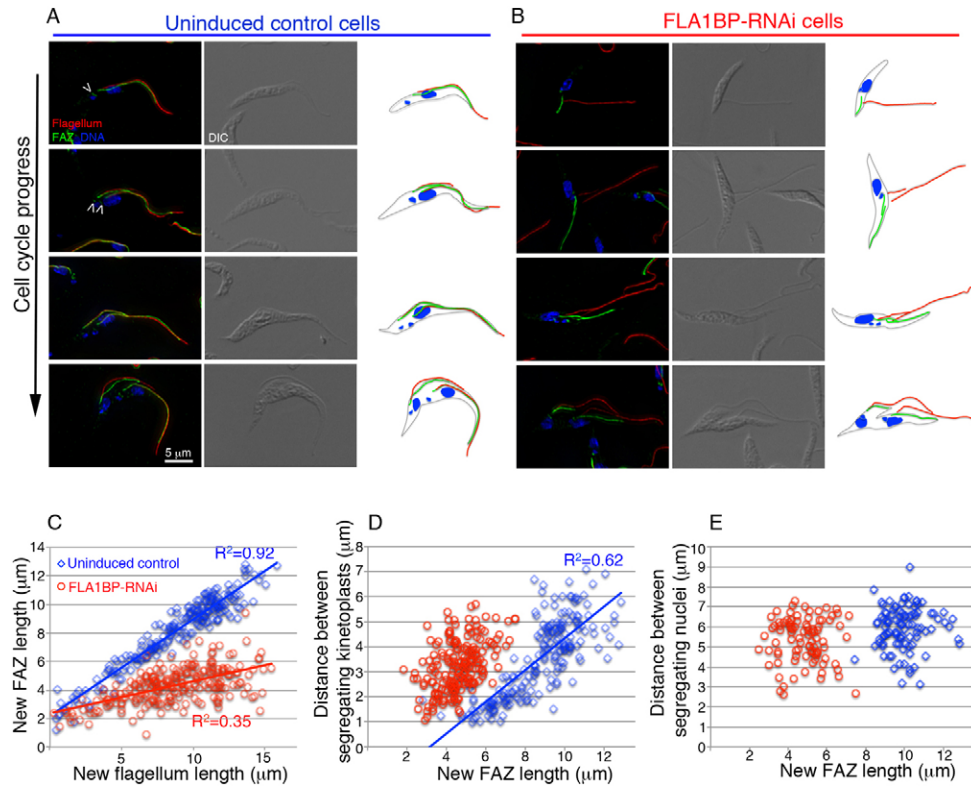 A
Uninduced control cells
B
FLA1BP-RNAi cells
Cell cycle progress
Flagellum
FAZ DNA
DIC
5 μm
C
New FAZ length (μm)
14
12
10
8
6
4
2
0
R²=0.92
Uninduced control
FLA1BP-RNAi
R²=0.35
5
10
15
New flagellum length (μm)
D
Distance between
segregating kinetoplasts (μm)
8
7
6
5
4
3
2
1
0
R²=0.62
2
4
6
8
10
12
New FAZ length (μm)
E
Distance between
segregating nuclei (μm)
10
9
8
7
6
5
4
3
2
1
0
2
4
6
8
10
12
New FAZ length (μm)